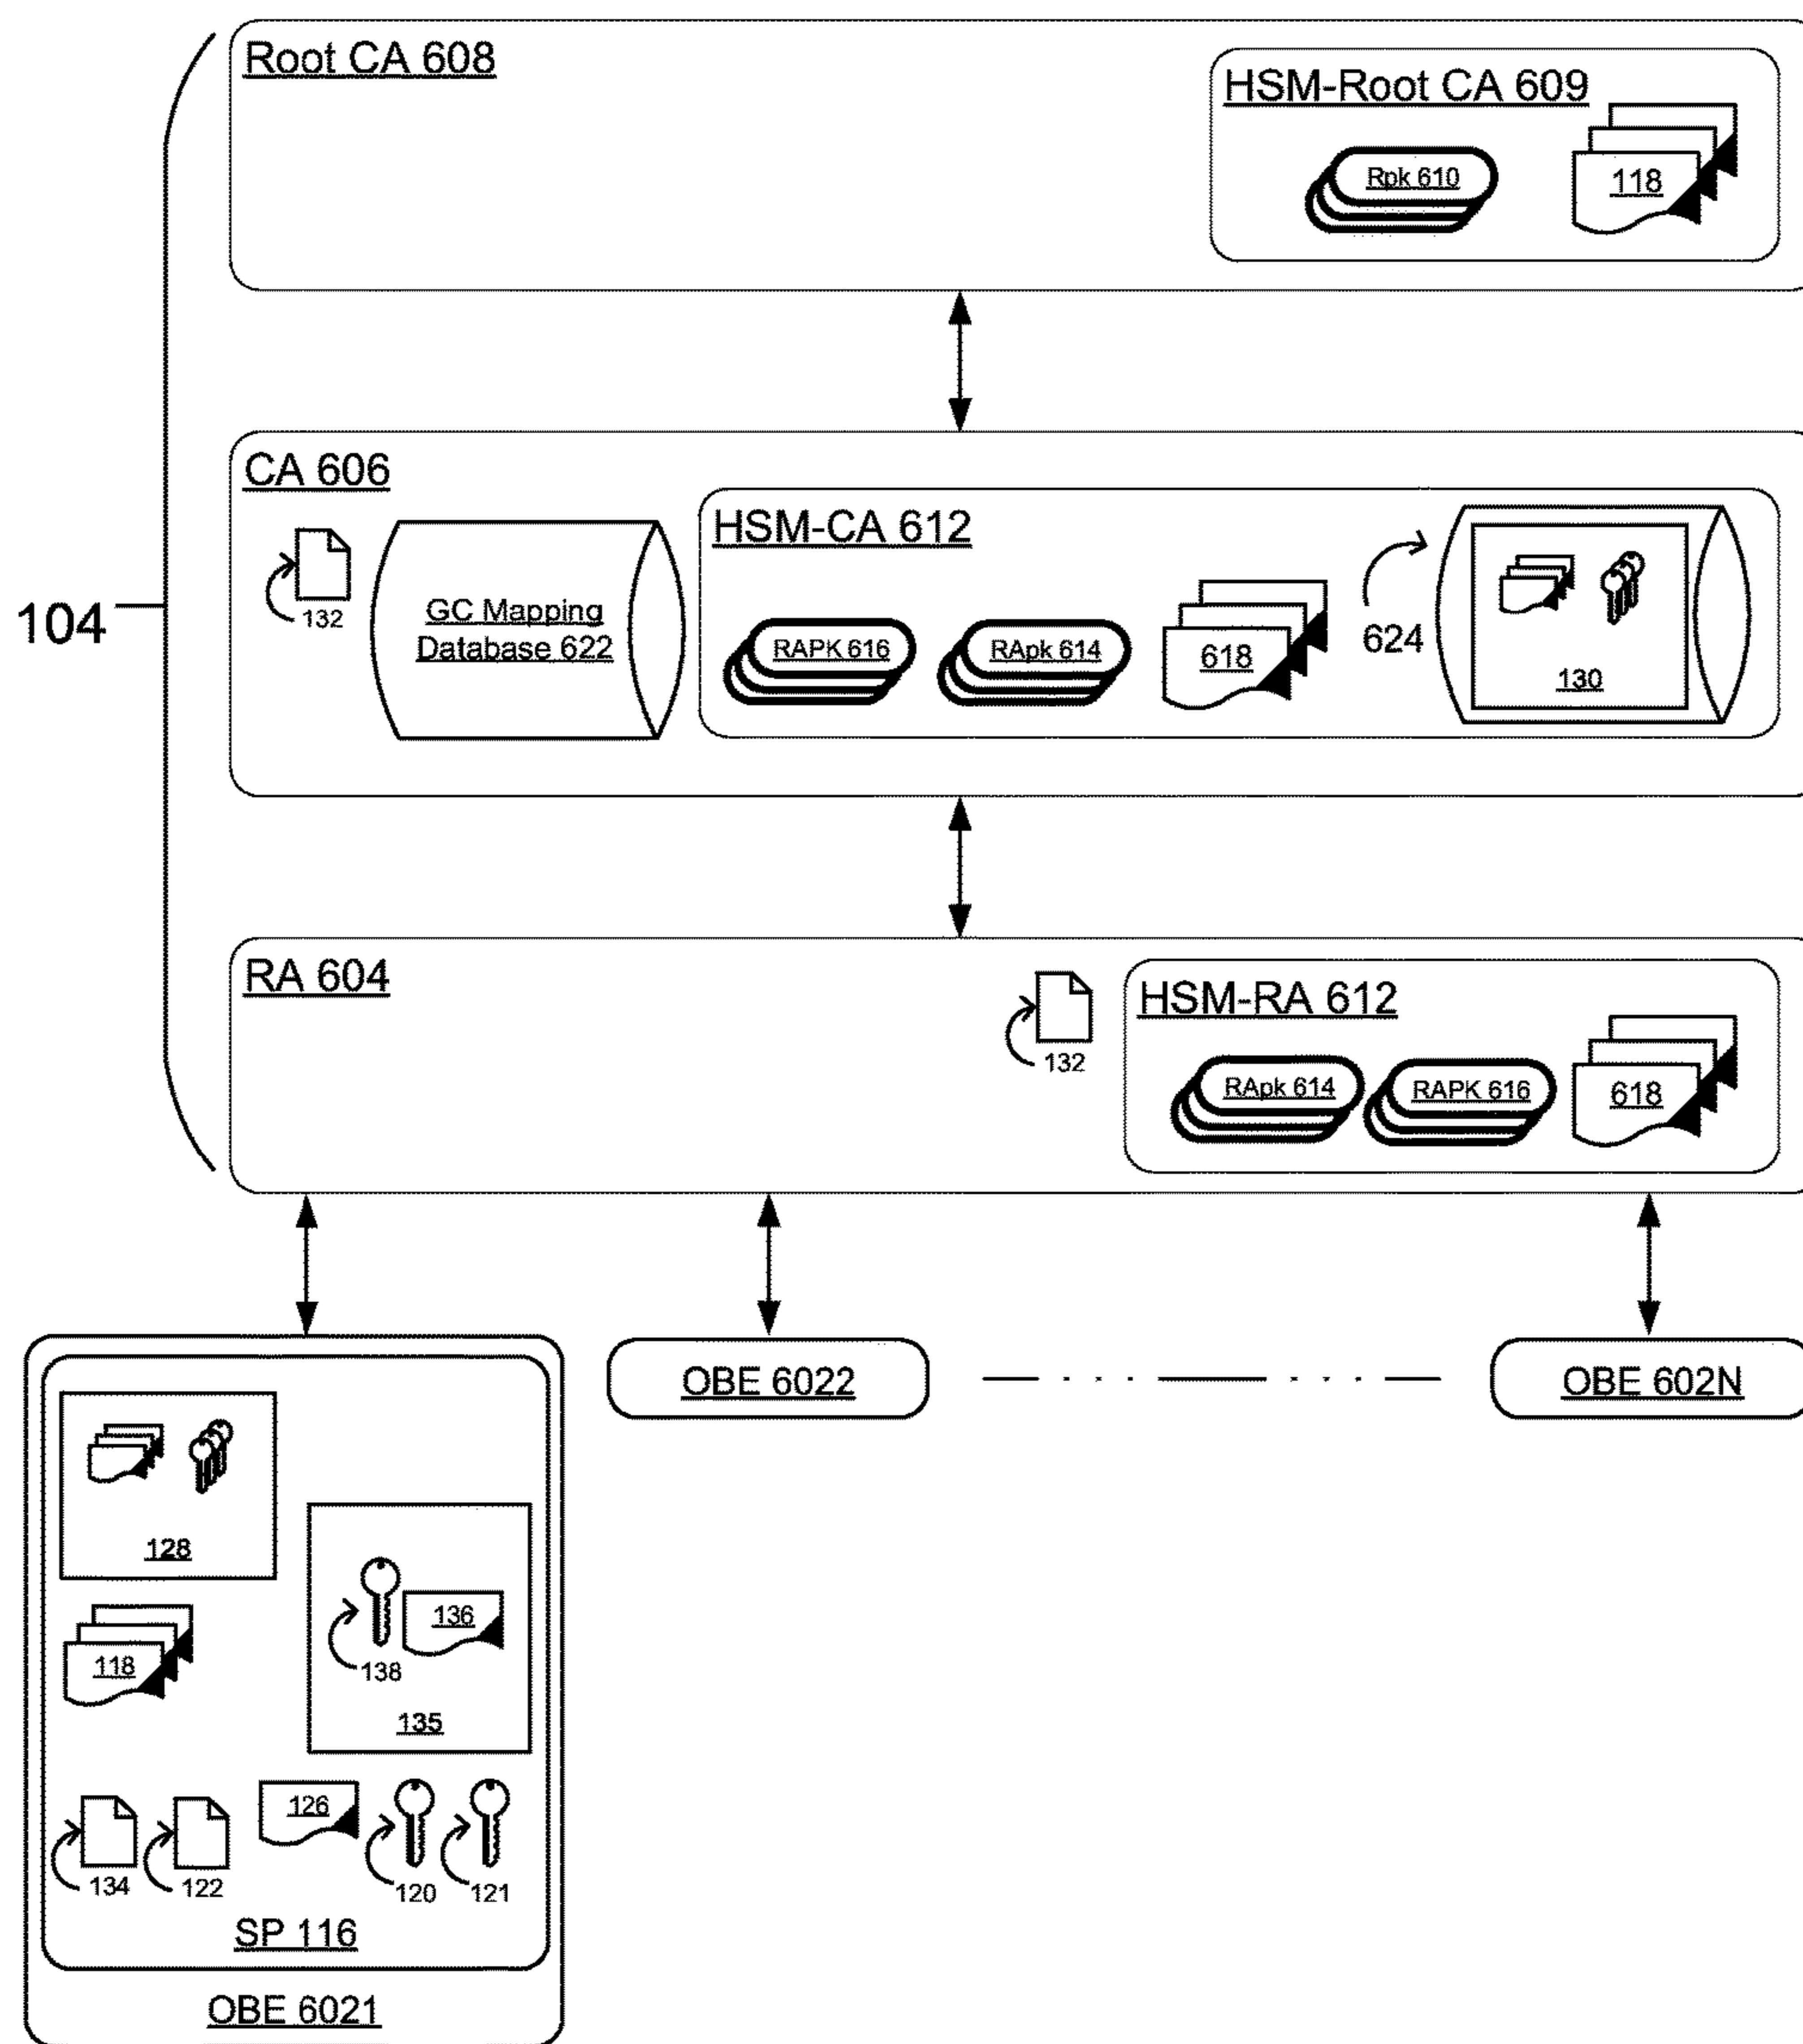 Root CA 608
HSM-Root CA 609
Rpk 610
118
104
CA 606
132
GC Mapping
Database 622
HSM-CA 612
RAPK 616
RApk 614
618
624
130
RA 604
132
HSM-RA 612
RApk 614
RAPK 616
618
OBE 6022
OBE 602N
128
118
136
138
135
134
122
126
120
121
SP 116
OBE 6021